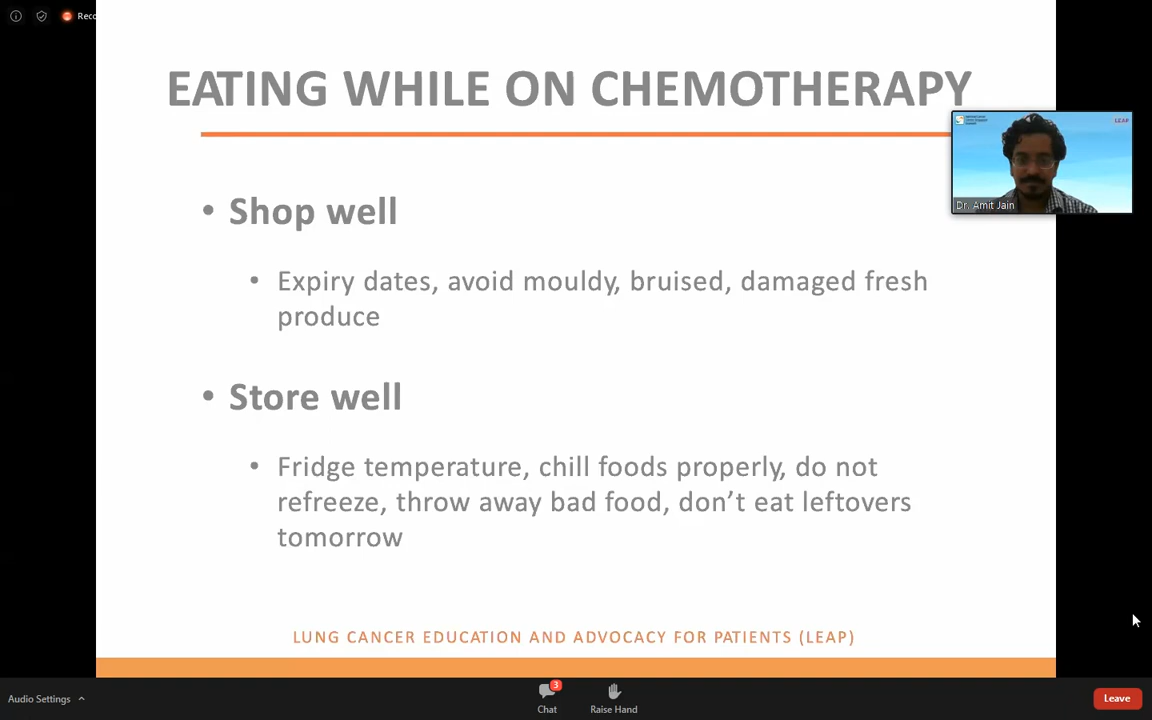 Reco
EATING WHILE ON CHEMOTHERAPY
LEAP
Dr. Amit Jain
• Shop well
• Expiry dates, avoid mouldy, bruised, damaged fresh
produce
• Store well
• Fridge temperature, chill foods properly, do not
refreeze, throw away bad food, don’t eat leftovers
tomorrow
LUNG CANCER EDUCATION AND ADVOCACY FOR PATIENTS (LEAP)
Audio Settings
3
Chat
Raise Hand
Leave